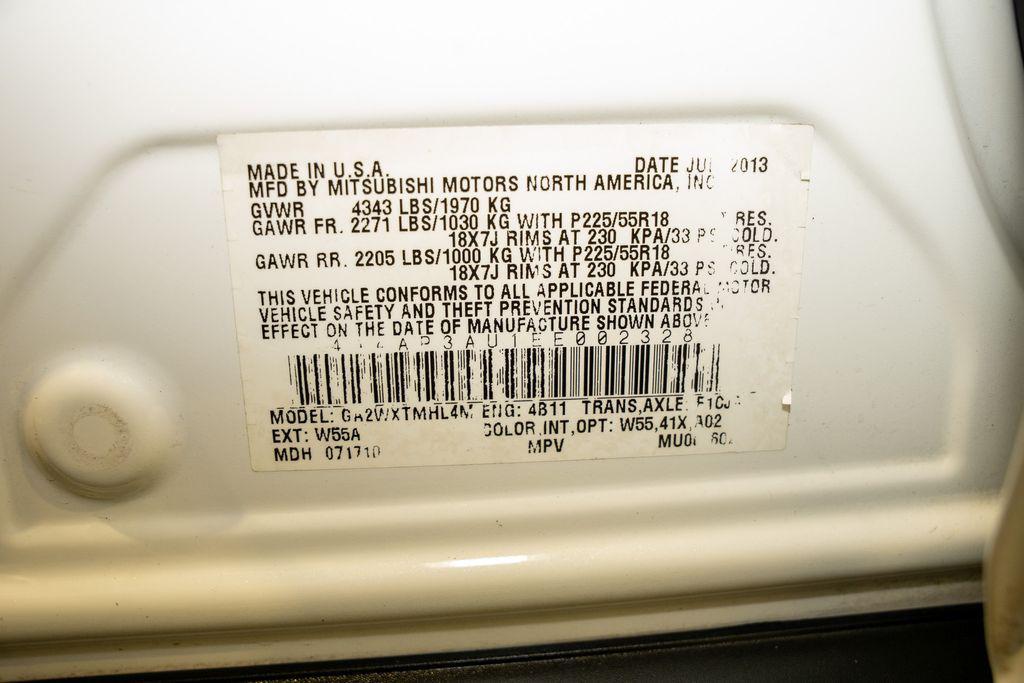 MADE IN U.S.A. DATE 2013
MFD BY MITSUBISHI MOTORS NORTH AMERICA, INC
GVWR 4343 LBS/1970 KG
GAWR FR. 2271 LBS/1030 KG WITH P225/55R18
18X7J RIMS AT 230 KPA/33 COLD.
GAWR RR. 2205 LBS/1000 KG WITH P225/55R18
18X7J RIMS AT 230 KPA/33 COLD.
THIS VEHICLE CONFORMS TO ALL APPLICABLE FEDERAL MOTOR
VEHICLE SAFETY AND THEFT PREVENTION STANDARDS
EFFECT ON THE DATE OF MANUFACTURE SHOWN ABOVE
MODEL: ENG: 4B11 TRANS,AXLE:
EXT: W55A COLOR,INT,OPT: W55,41X,A02
MDH 071710 MPV